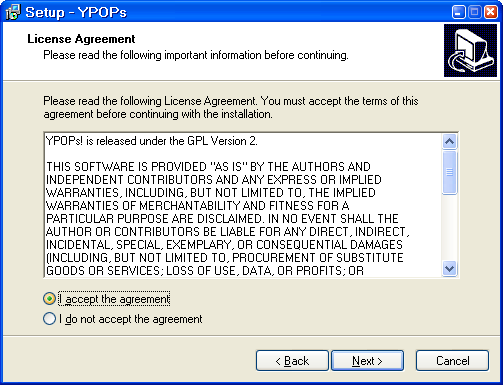 Setup - YPOPs
License Agreement
Please read the following important information before continuing.
Please read the following License Agreement. You must accept the terms of this
agreement before continuing with the installation.
YPOPs! is released under the GPL Version 2.
THIS SOFTWARE IS PROVIDED "AS IS" BY THE AUTHORS AND
INDEPENDENT CONTRIBUTORS AND ANY EXPRESS OR IMPLIED
WARRANTIES, INCLUDING, BUT NOT LIMITED TO, THE IMPLIED
WARRANTIES OF MERCHANTABILITY AND FITNESS FOR A
PARTICULAR PURPOSE ARE DISCLAIMED. IN NO EVENT SHALL THE
AUTHOR OR CONTRIBUTORS BE LIABLE FOR ANY DIRECT, INDIRECT,
INCIDENTAL, SPECIAL, EXEMPLARY, OR CONSEQUENTIAL DAMAGES
(INCLUDING, BUT NOT LIMITED TO, PROCUREMENT OF SUBSTITUTE
GOODS OR SERVICES; LOSS OF USE, DATA, OR PROFITS; OR
I accept the agreement
I do not accept the agreement
< Back
Next >
Cancel